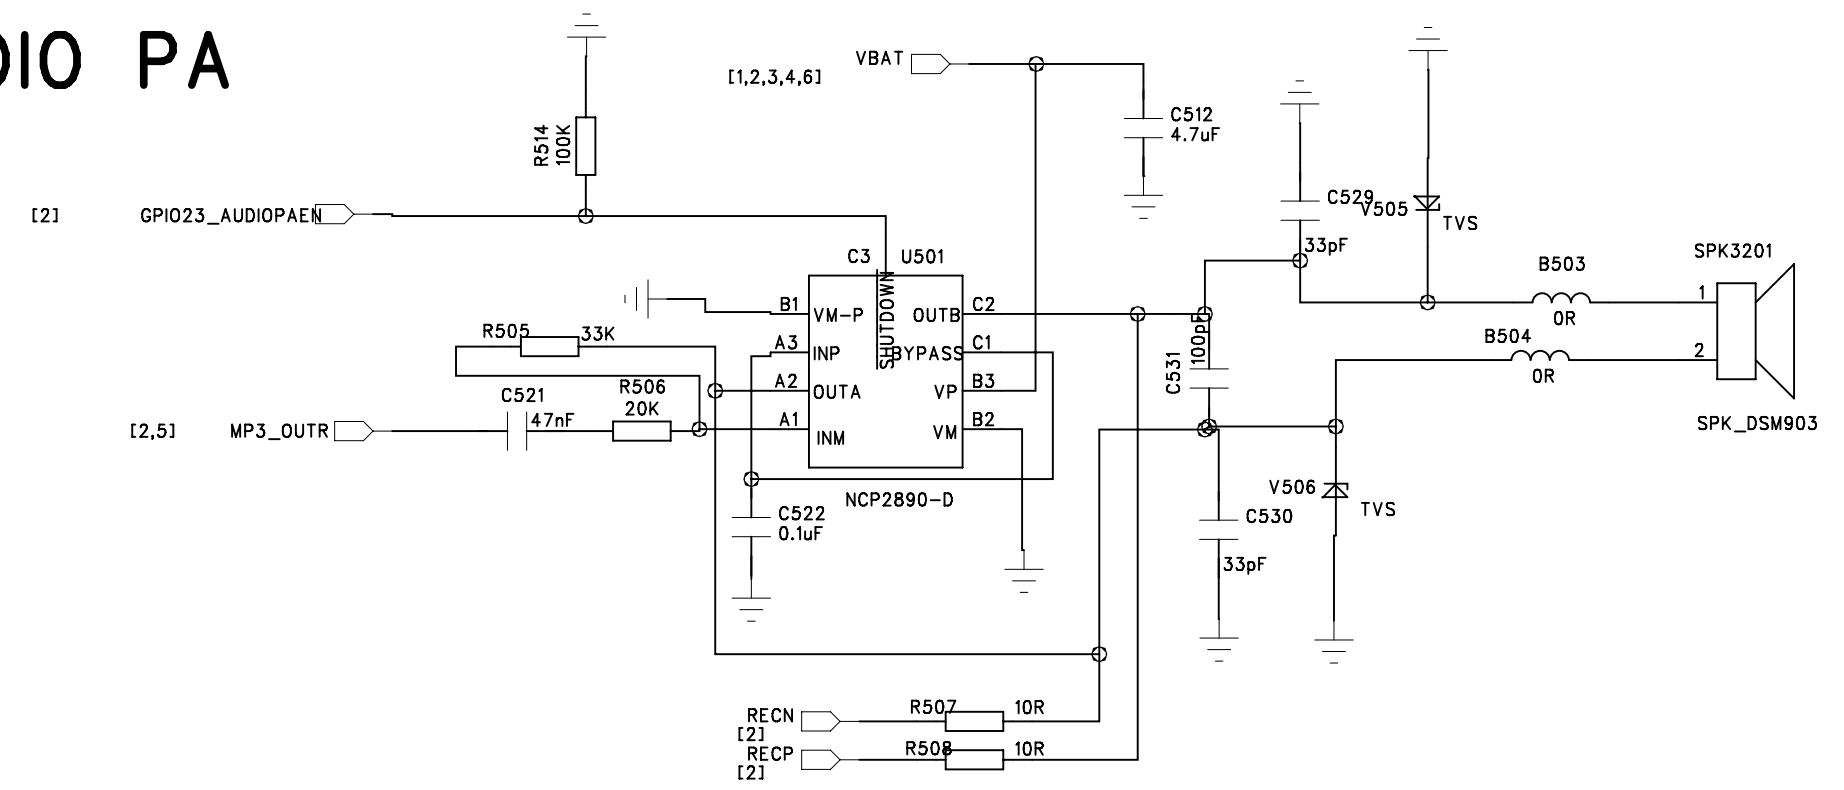 DIO PA
VBAT
[1,2,3,4,6]
C512
4.7uF
R514
100K
C529
V505
TVS
33pF
[2]
GPIO23_AUDIOPAEN
C3
U501
SHUTDOWN
SPK3201
B503
0R
1
B1
VM-P
OUTB
C2
R505
33K
A3
INP
BYPASS
C1
C531
100pF
B504
0R
2
R506
20K
A2
OUTA
VP
B3
C521
47nF
[2,5]
MP3_OUTR
A1
INM
VM
B2
SPK_DSM903
NCP2890-D
V506
TVS
C522
0.1uF
C530
33pF
RECN
[2]
R507
10R
RECP
[2]
R508
10R